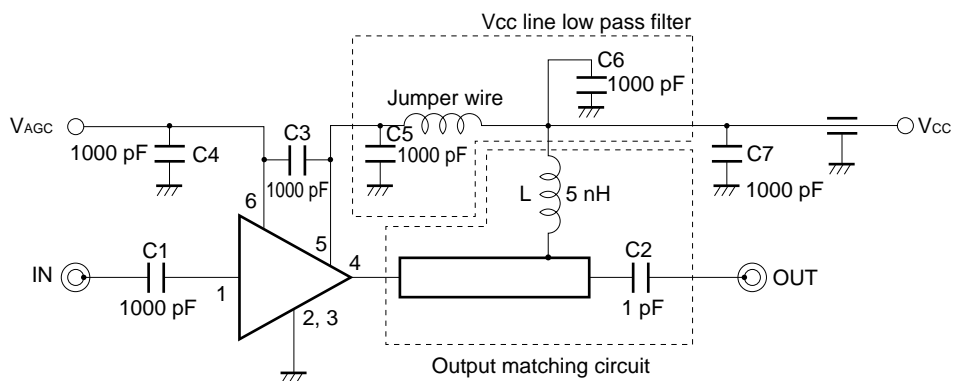 Vcc line low pass filter
C6
1000 pF
Jumper wire
VAGC
C3
C5
VCC
1000 pF
C4
1000 pF
C7
1000 pF
1000 pF
6
L
5 nH
C1
5
4
C2
IN
OUT
1
1000 pF
2, 3
1 pF
Output matching circuit